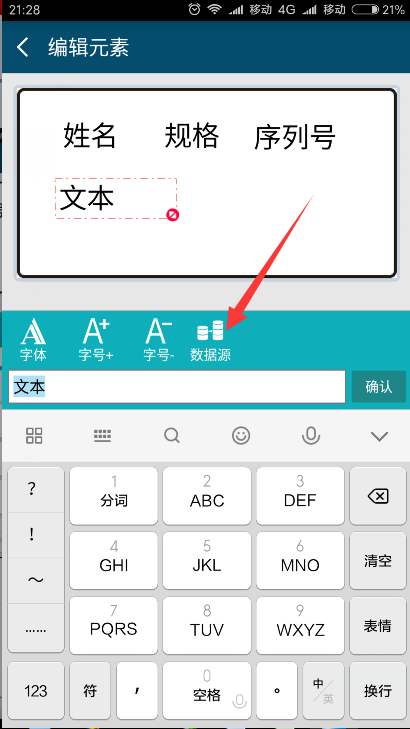 21:28 移动 4G 移动 21%
编辑元素
姓名 规格 序列号
文本
字体 字号+ 字号- 数据源
文本 确认
? 1 2 3
分词 ABC DEF
! 4 5 6
GHI JKL MNO 清空
～ 7 8 9
PQRS TUV WXYZ 表情
……
123 符 , 0 空格 。 中/英 换行